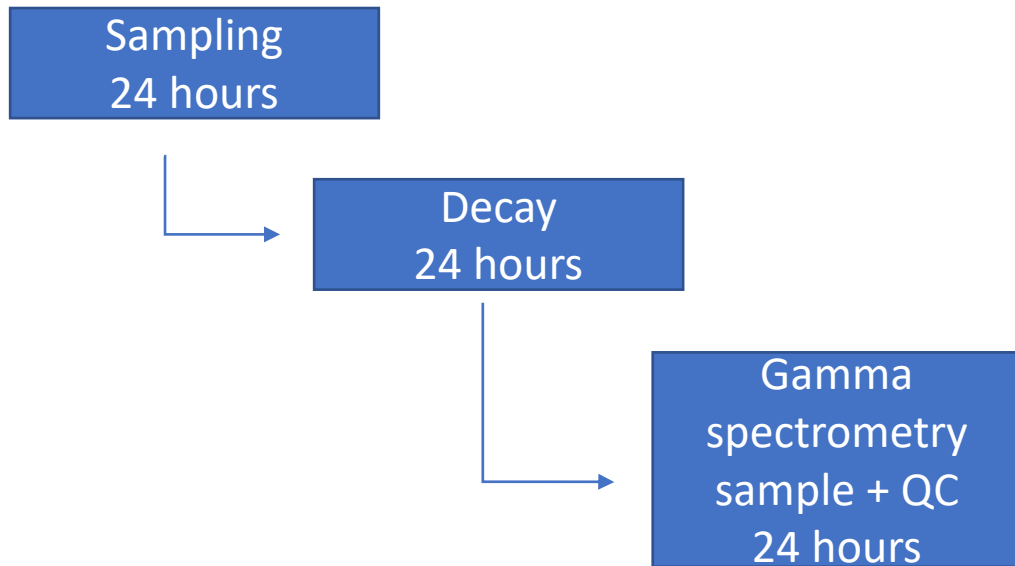 Sampling
24 hours
Decay
24 hours
Gamma
spectrometry
sample + QC
24 hours